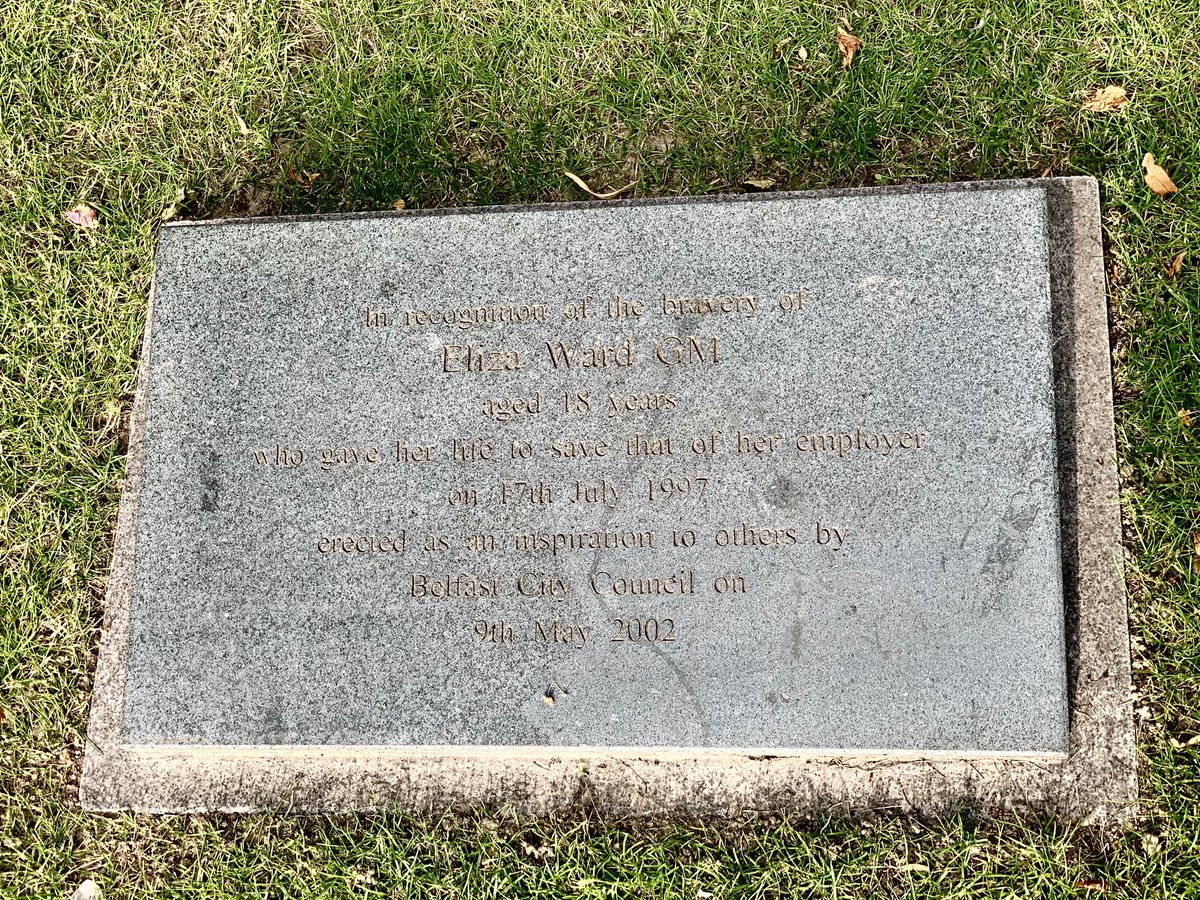 In recognition of the bravery of
Eliza Ward GM
aged 18 years
who gave her life to save that of her employer
on 17th July 1997
erected as an inspiration to others by
Belfast City Council on
9th May 2002